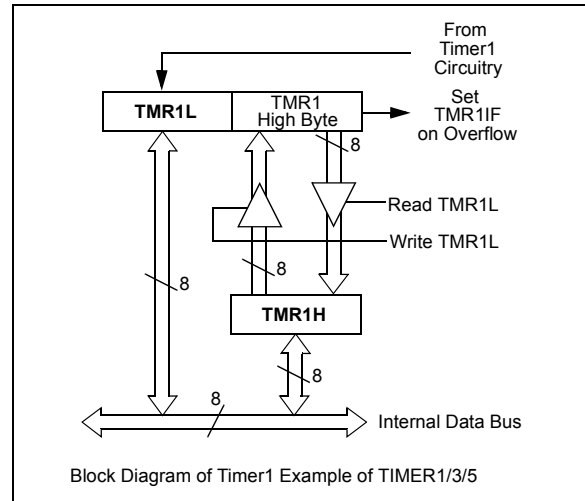 From
Timer1
Circuitry
TMR1L
TMR1
High Byte
Set
TMR1IF
on Overflow
8
Read TMR1L
Write TMR1L
8
8
TMR1H
8
8
Internal Data Bus
Block Diagram of Timer1 Example of TIMER1/3/5